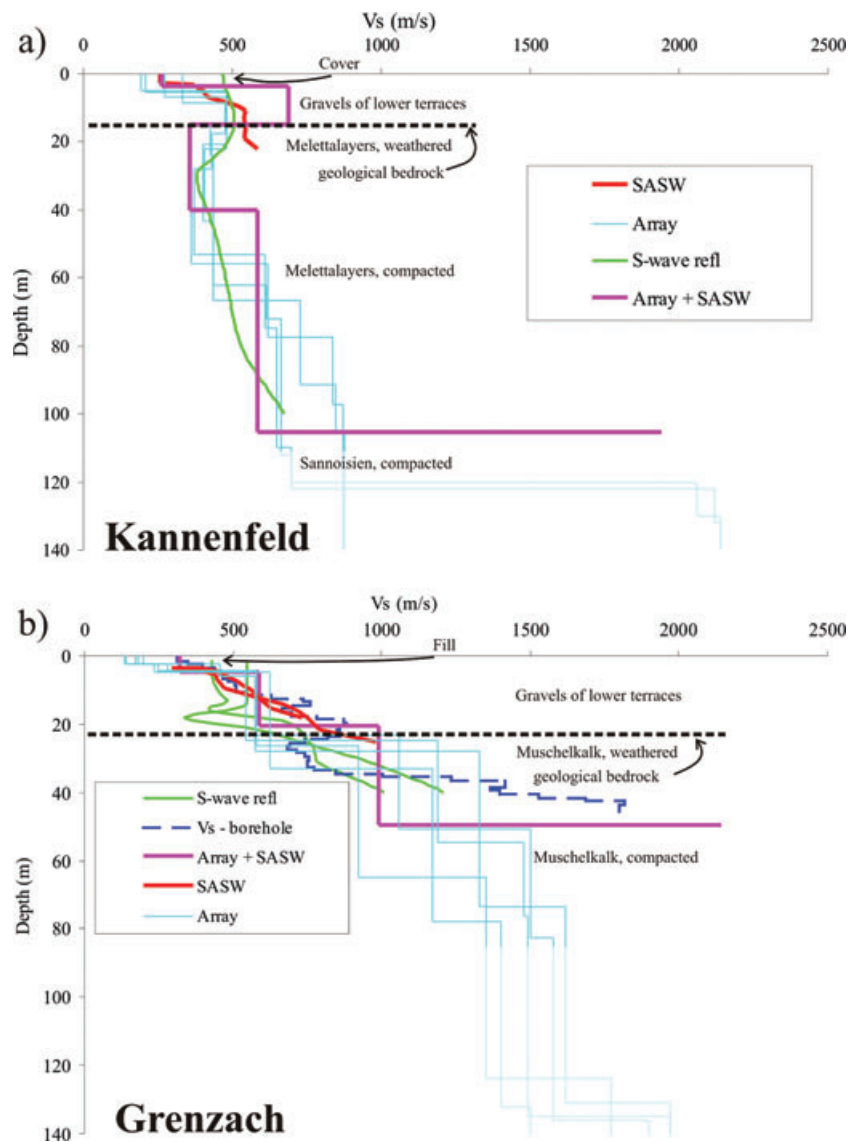 a)
Vs (m/s)
0 500 1000 1500 2000 2500
0
20
40
60
80
100
120
140
Depth (m)
Cover
Gravels of lower terraces
Melettalayers, weathered
geological bedrock
Melettalayers, compacted
Sannoisien, compacted
SASW
Array
S-wave refl
Array + SASW
Kannenfeld
b)
Vs (m/s)
0 500 1000 1500 2000 2500
0
20
40
60
80
100
120
140
Depth (m)
Fill
Gravels of lower terraces
Muschelkalk, weathered
geological bedrock
Muschelkalk, compacted
S-wave refl
Vs - borehole
Array + SASW
SASW
Array
Grenzach